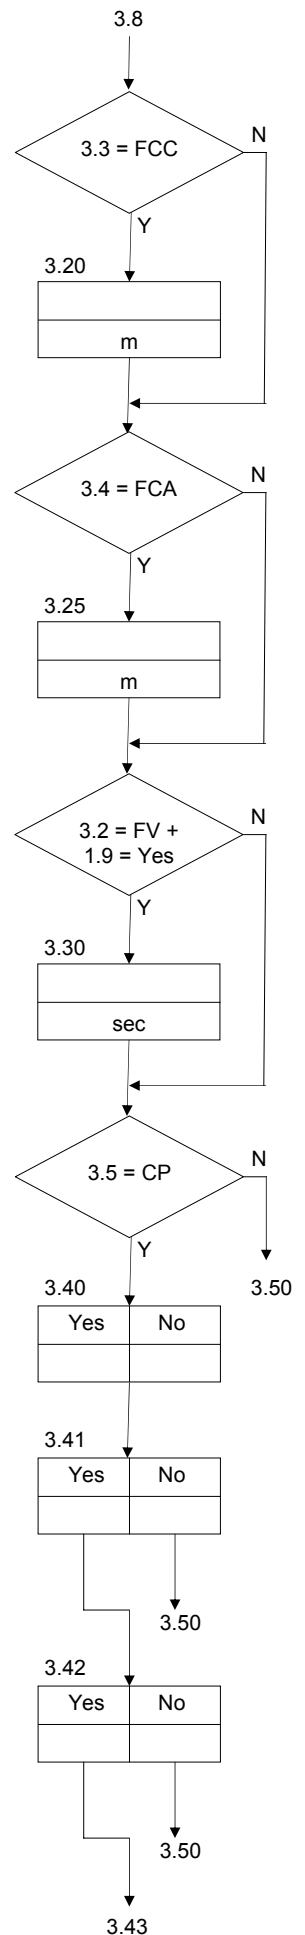 3.8
3.3 = FCC
N
Y
3.20
m
3.4 = FCA
N
Y
3.25
m
3.2 = FV +
1.9 = Yes
N
Y
3.30
sec
3.5 = CP
N
Y
3.50
3.40
Yes No
3.41
Yes No
3.50
3.42
Yes No
3.50
3.43